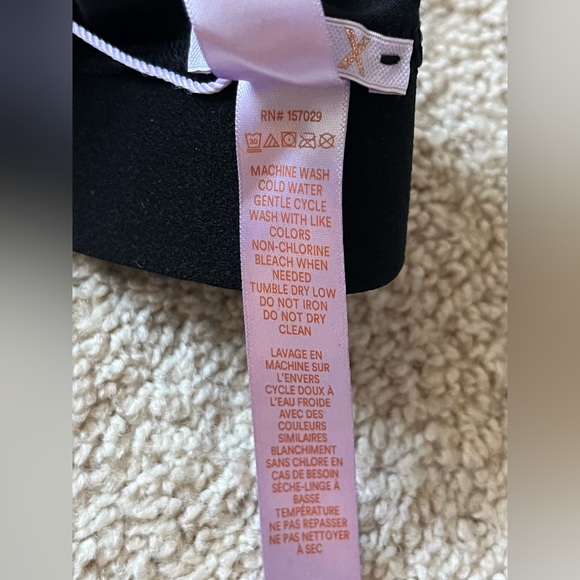 X
RN# 157029
30
MACHINE WASH
COLD WATER
GENTLE CYCLE
WASH WITH LIKE
COLORS
NON-CHLORINE
BLEACH WHEN
NEEDED
TUMBLE DRY LOW
DO NOT IRON
DO NOT DRY
CLEAN
LAVAGE EN
MACHINE SUR
L'ENVERS
CYCLE DOUX À
L'EAU FROIDE
AVEC DES
COULEURS
SIMILAIRES
BLANCHIMENT
SANS CHLORE EN
CAS DE BESOIN
SÈCHE-LINGE À
BASSE
TEMPÉRATURE
NE PAS REPASSER
NE PAS NETTOYER
À SEC